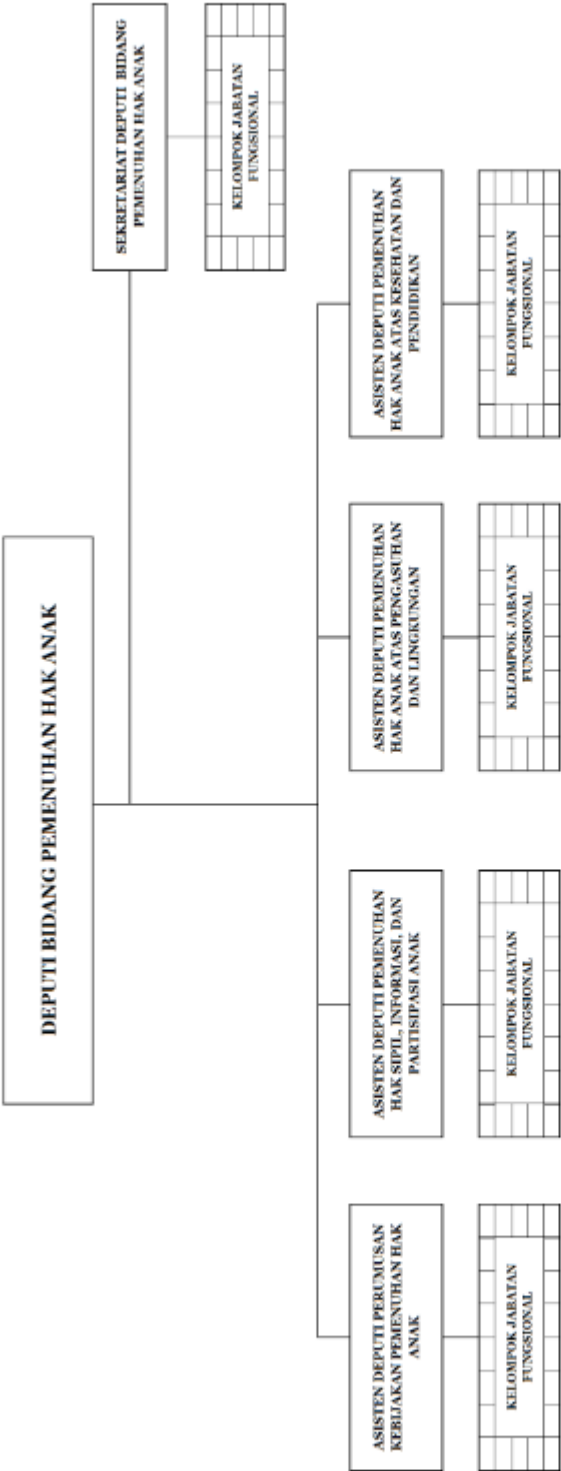 DEPUTI BIDANG PEMENUHAN HAK ANAK
SEKRETARIAT DEPUTI BIDANG
PEMENUHAN HAK ANAK
KELOMPOK JABATAN
FUNGSIONAL
ASISTEN DEPUTI PERUMUSAN
KEBIJAKAN PEMENUHAN HAK
ANAK
ASISTEN DEPUTI PEMENUHAN
HAK SIPIL, INFORMASI, DAN
PARTISIPASI ANAK
ASISTEN DEPUTI PEMENUHAN
HAK ANAK ATAS PENGASUHAN
DAN LINGKUNGAN
ASISTEN DEPUTI PEMENUHAN
HAK ANAK ATAS KESEHATAN DAN
PENDIDIKAN
KELOMPOK JABATAN
FUNGSIONAL
KELOMPOK JABATAN
FUNGSIONAL
KELOMPOK JABATAN
FUNGSIONAL
KELOMPOK JABATAN
FUNGSIONAL